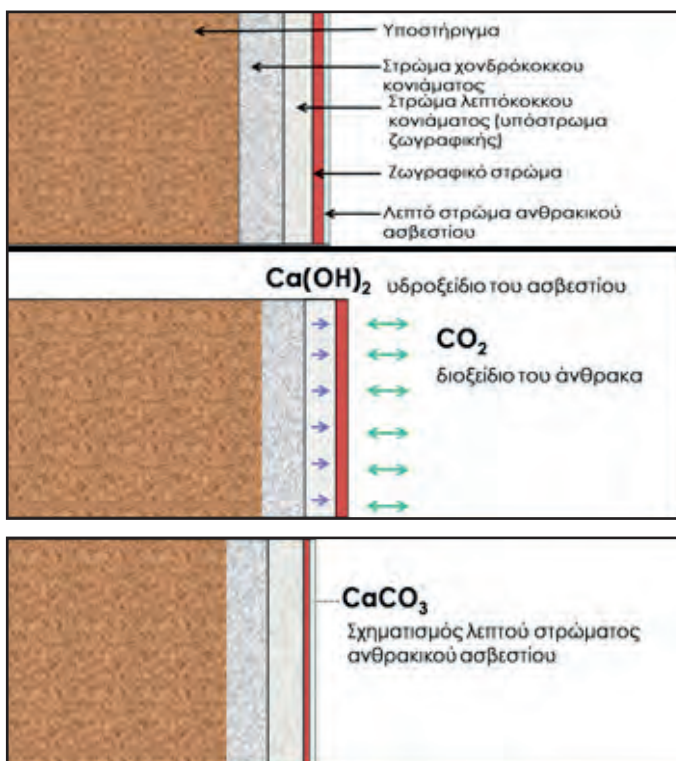 Υποστήριγμα
Στρώμα χονδρόκοκκου
κονιάματος
Στρώμα λεπτόκοκκου
κονιάματος (υπόστρωμα
ζωγραφικής)
Ζωγραφικό στρώμα
Λεπτό στρώμα ανθρακικού
ασβεστίου
Ca(OH)₂ υδροξείδιο του ασβεστίου
CO₂
διοξείδιο του άνθρακα
CaCO₃
Σχηματισμός λεπτού στρώματος
ανθρακικού ασβεστίου